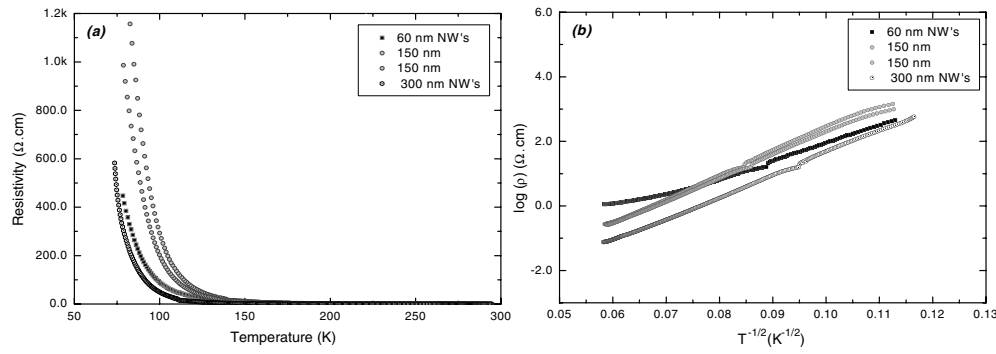 (a)
60 nm NW's
150 nm
150 nm
300 nm NW's
1.2k
1.0k
800.0
600.0
400.0
200.0
0.0
Resistivity (Ω.cm)
50
100
150
200
250
300
Temperature (K)
(b)
60 nm NW's
150 nm
150 nm
300 nm NW's
6.0
4.0
2.0
0.0
-2.0
log (ρ) (Ω.cm)
0.05
0.06
0.07
0.08
0.09
0.10
0.11
0.12
0.13
T^-1/2(K^-1/2)